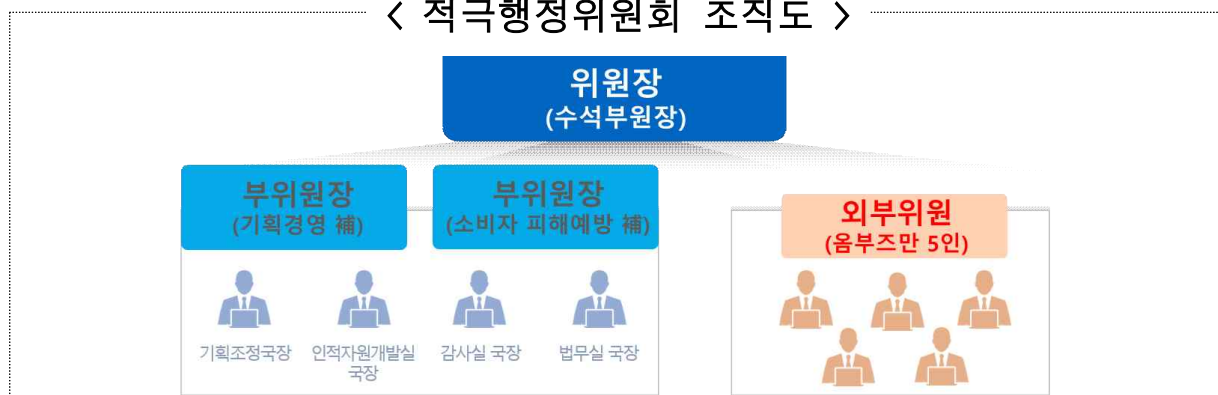 < 적극행정위원회 조직도 >
위원장
(수석부원장)
부위원장
(기획경영 補)
부위원장
(소비자 피해예방 補)
외부위원
(옴부즈만 5인)
기획조정국장
인적자원개발실
국장
감사실 국장
법무실 국장